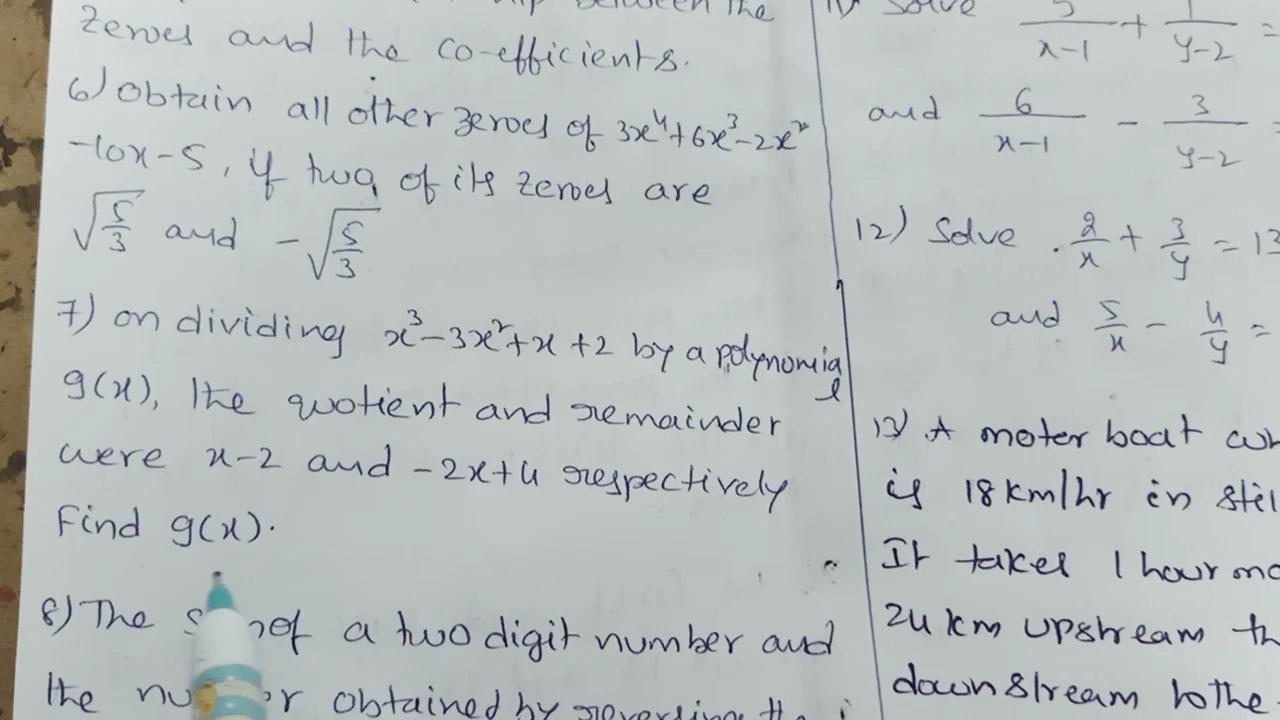 zeroes and the co-efficients.
6) Obtain all other zeroes of 3x⁴+6x³-2x²
-10x-5, if two of its zeroes are
√(5/3) and -√(5/3)
7) on dividing x³-3x²+x+2 by a polynomial
g(x), the quotient and remainder
were x-2 and -2x+4 respectively
Find g(x).
8) The of a two digit number and
the obtained by reversing the
11) Solve 5/(x-1) + 1/(y-2) =
and 6/(x-1) - 3/(y-2) =
12) Solve 2/x + 3/y = 13
and 5/x - 4/y =
13) A moter boat
is 18 km/hr in
It takes 1 hour
24 km upstream
downstream to the